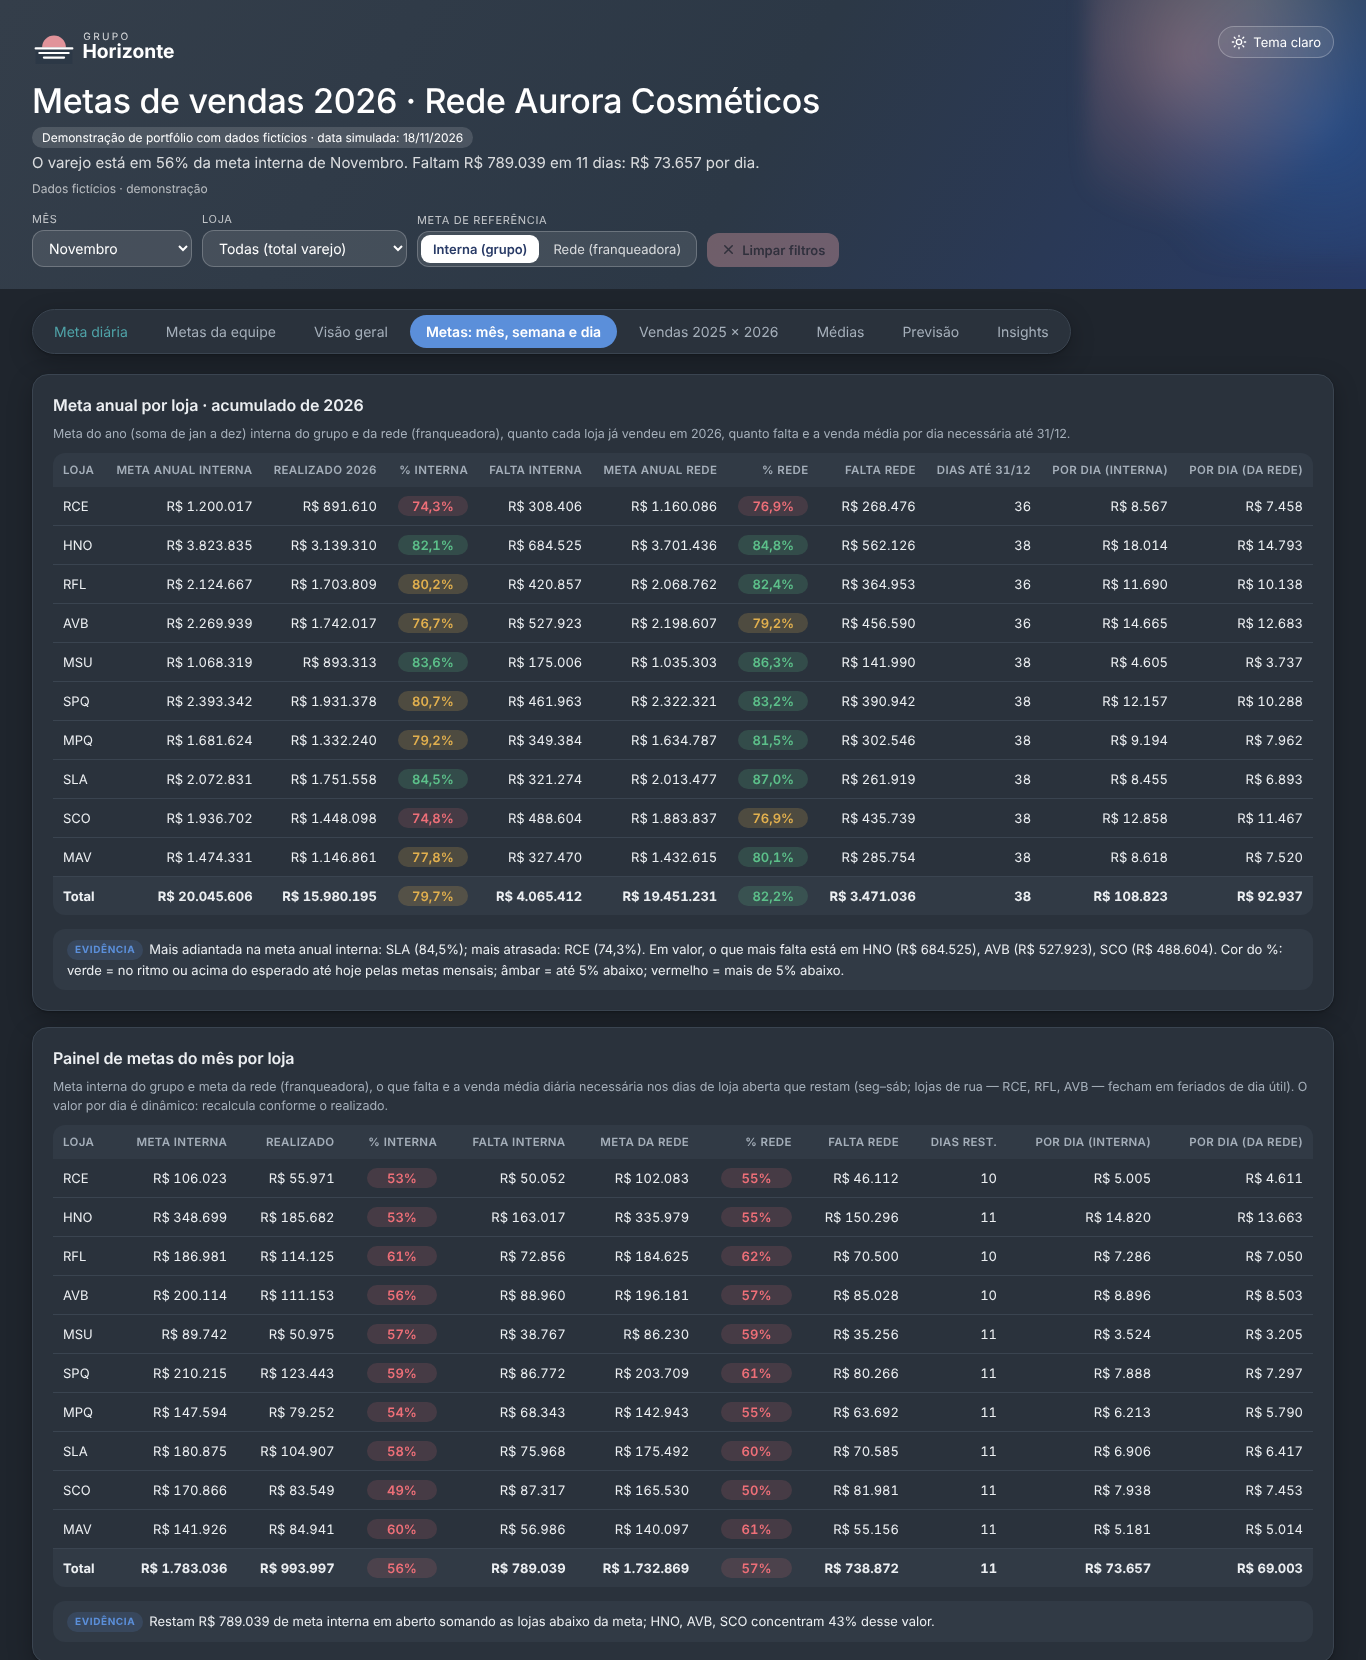 GRUPO
Horizonte
Tema claro
Metas de vendas 2026 · Rede Aurora Cosméticos
Demonstração de portfólio com dados fictícios · data simulada: 18/11/2026
O varejo está em 56% da meta interna de Novembro. Faltam R$ 789.039 em 11 dias: R$ 73.657 por dia.
Dados fictícios · demonstração
MÊS LOJA META DE REFERÊNCIA
Novembro Todas (total varejo) Interna (grupo) Rede (franqueadora) × Limpar filtros
Meta diária Metas da equipe Visão geral Metas: mês, semana e dia Vendas 2025 × 2026 Médias Previsão Insights
Meta anual por loja · acumulado de 2026
Meta do ano (soma de jan a dez) interna do grupo e da rede (franqueadora), quanto cada loja já vendeu em 2026, quanto falta e a venda média por dia necessária até 31/12.
LOJA META ANUAL INTERNA REALIZADO 2026 % INTERNA FALTA INTERNA META ANUAL REDE % REDE FALTA REDE DIAS ATÉ 31/12 POR DIA (INTERNA) POR DIA (DA REDE)
RCE R$ 1.200.017 R$ 891.610 74,3% R$ 308.406 R$ 1.160.086 76,9% R$ 268.476 36 R$ 8.567 R$ 7.458
HNO R$ 3.823.835 R$ 3.139.310 82,1% R$ 684.525 R$ 3.701.436 84,8% R$ 562.126 38 R$ 18.014 R$ 14.793
RFL R$ 2.124.667 R$ 1.703.809 80,2% R$ 420.857 R$ 2.068.762 82,4% R$ 364.953 36 R$ 11.690 R$ 10.138
AVB R$ 2.269.939 R$ 1.742.017 76,7% R$ 527.923 R$ 2.198.607 79,2% R$ 456.590 36 R$ 14.665 R$ 12.683
MSU R$ 1.068.319 R$ 893.313 83,6% R$ 175.006 R$ 1.035.303 86,3% R$ 141.990 38 R$ 4.605 R$ 3.737
SPQ R$ 2.393.342 R$ 1.931.378 80,7% R$ 461.963 R$ 2.322.321 83,2% R$ 390.942 38 R$ 12.157 R$ 10.288
MPQ R$ 1.681.624 R$ 1.332.240 79,2% R$ 349.384 R$ 1.634.787 81,5% R$ 302.546 38 R$ 9.194 R$ 7.962
SLA R$ 2.072.831 R$ 1.751.558 84,5% R$ 321.274 R$ 2.013.477 87,0% R$ 261.919 38 R$ 8.455 R$ 6.893
SCO R$ 1.936.702 R$ 1.448.098 74,8% R$ 488.604 R$ 1.883.837 76,9% R$ 435.739 38 R$ 12.858 R$ 11.467
MAV R$ 1.474.331 R$ 1.146.861 77,8% R$ 327.470 R$ 1.432.615 80,1% R$ 285.754 38 R$ 8.618 R$ 7.520
Total R$ 20.045.606 R$ 15.980.195 79,7% R$ 4.065.412 R$ 19.451.231 82,2% R$ 3.471.036 38 R$ 108.823 R$ 92.937
EVIDÊNCIA Mais adiantada na meta anual interna: SLA (84,5%); mais atrasada: RCE (74,3%). Em valor, o que mais falta está em HNO (R$ 684.525), AVB (R$ 527.923), SCO (R$ 488.604). Cor do %:
verde = no ritmo ou acima do esperado até hoje pelas metas mensais; âmbar = até 5% abaixo; vermelho = mais de 5% abaixo.
Painel de metas do mês por loja
Meta interna do grupo e meta da rede (franqueadora), o que falta e a venda média diária necessária nos dias de loja aberta que restam (seg–sáb; lojas de rua — RCE, RFL, AVB — fecham em feriados de dia útil). O
valor por dia é dinâmico: recalcula conforme o realizado.
LOJA META INTERNA REALIZADO % INTERNA FALTA INTERNA META DA REDE % REDE FALTA REDE DIAS REST. POR DIA (INTERNA) POR DIA (DA REDE)
RCE R$ 106.023 R$ 55.971 53% R$ 50.052 R$ 102.083 55% R$ 46.112 10 R$ 5.005 R$ 4.611
HNO R$ 348.699 R$ 185.682 53% R$ 163.017 R$ 335.979 55% R$ 150.296 11 R$ 14.820 R$ 13.663
RFL R$ 186.981 R$ 114.125 61% R$ 72.856 R$ 184.625 62% R$ 70.500 10 R$ 7.286 R$ 7.050
AVB R$ 200.114 R$ 111.153 56% R$ 88.960 R$ 196.181 57% R$ 85.028 10 R$ 8.896 R$ 8.503
MSU R$ 89.742 R$ 50.975 57% R$ 38.767 R$ 86.230 59% R$ 35.256 11 R$ 3.524 R$ 3.205
SPQ R$ 210.215 R$ 123.443 59% R$ 86.772 R$ 203.709 61% R$ 80.266 11 R$ 7.888 R$ 7.297
MPQ R$ 147.594 R$ 79.252 54% R$ 68.343 R$ 142.943 55% R$ 63.692 11 R$ 6.213 R$ 5.790
SLA R$ 180.875 R$ 104.907 58% R$ 75.968 R$ 175.492 60% R$ 70.585 11 R$ 6.906 R$ 6.417
SCO R$ 170.866 R$ 83.549 49% R$ 87.317 R$ 165.530 50% R$ 81.981 11 R$ 7.938 R$ 7.453
MAV R$ 141.926 R$ 84.941 60% R$ 56.986 R$ 140.097 61% R$ 55.156 11 R$ 5.181 R$ 5.014
Total R$ 1.783.036 R$ 993.997 56% R$ 789.039 R$ 1.732.869 57% R$ 738.872 11 R$ 73.657 R$ 69.003
EVIDÊNCIA Restam R$ 789.039 de meta interna em aberto somando as lojas abaixo da meta; HNO, AVB, SCO concentram 43% desse valor.